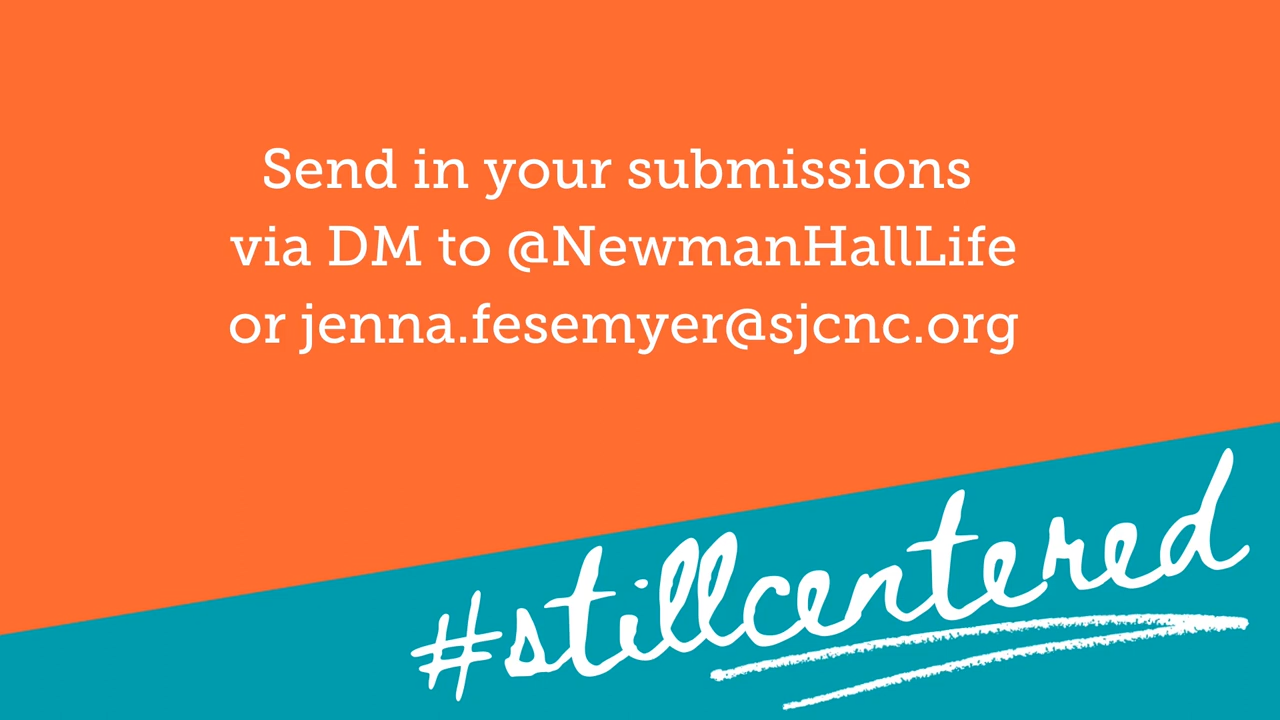 Send in your submissions
via DM to @NewmanHallLife
or jenna.fesemyer@sjcnc.org
#stillcentered